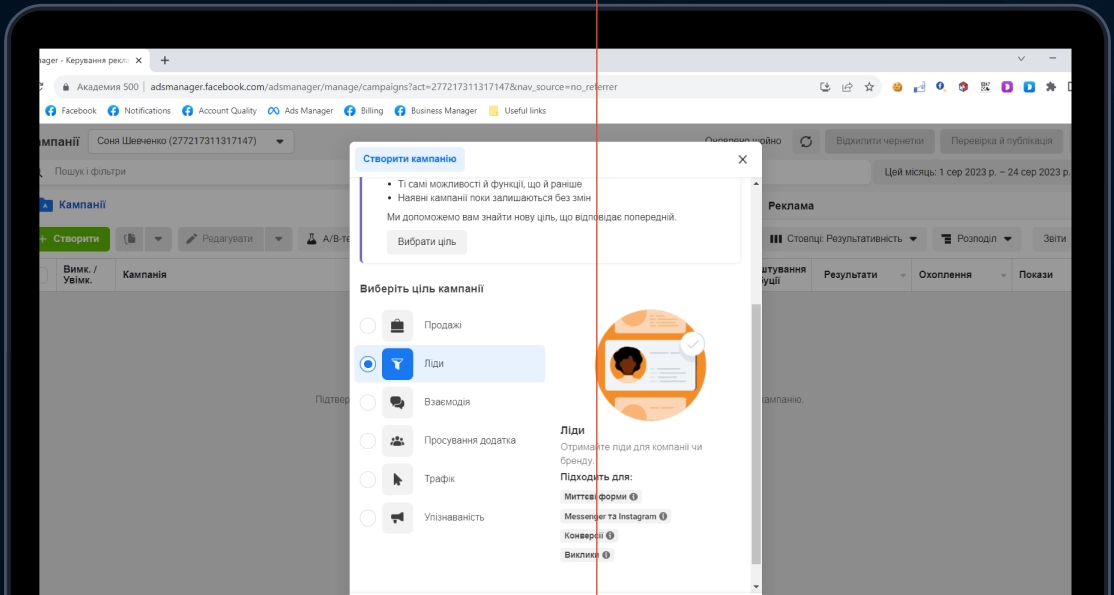 ager - Керування рекл
Академия 500 | adsmanager.facebook.com/adsmanager/manage/campaigns?act=277217311317147&nav_source=no_referrer
Facebook Notifications Account Quality Ads Manager Billing Business Manager Useful links
мпанії Соня Шевченко (277217311317147) Оновлено щойно Відхилити чернетки Перевірка й публікація
Пошук і фільтри Цей місяць: 1 сер 2023 р. – 24 сер 2023 р.
Кампанії Реклама
+ Створити Редагувати А/В-те Стовпці: Результативність Розподіл Звіти
Вимк. / Увімк. Кампанія штування буції Результати Охоплення Покази
Підтвер ампанію.
Створити кампанію
Ті самі можливості й функції, що й раніше
Наявні кампанії поки залишаються без змін
Ми допоможемо вам знайти нову ціль, що відповідає попередній.
Вибрати ціль
Виберіть ціль кампанії
Продажі
Ліди
Взаємодія
Просування додатка
Трафік
Упізнаваність
Ліди
Отримайте ліди для компанії чи
бренду.
Підходить для:
Миттєві форми
Messenger та Instagram
Конверсії
Виклики